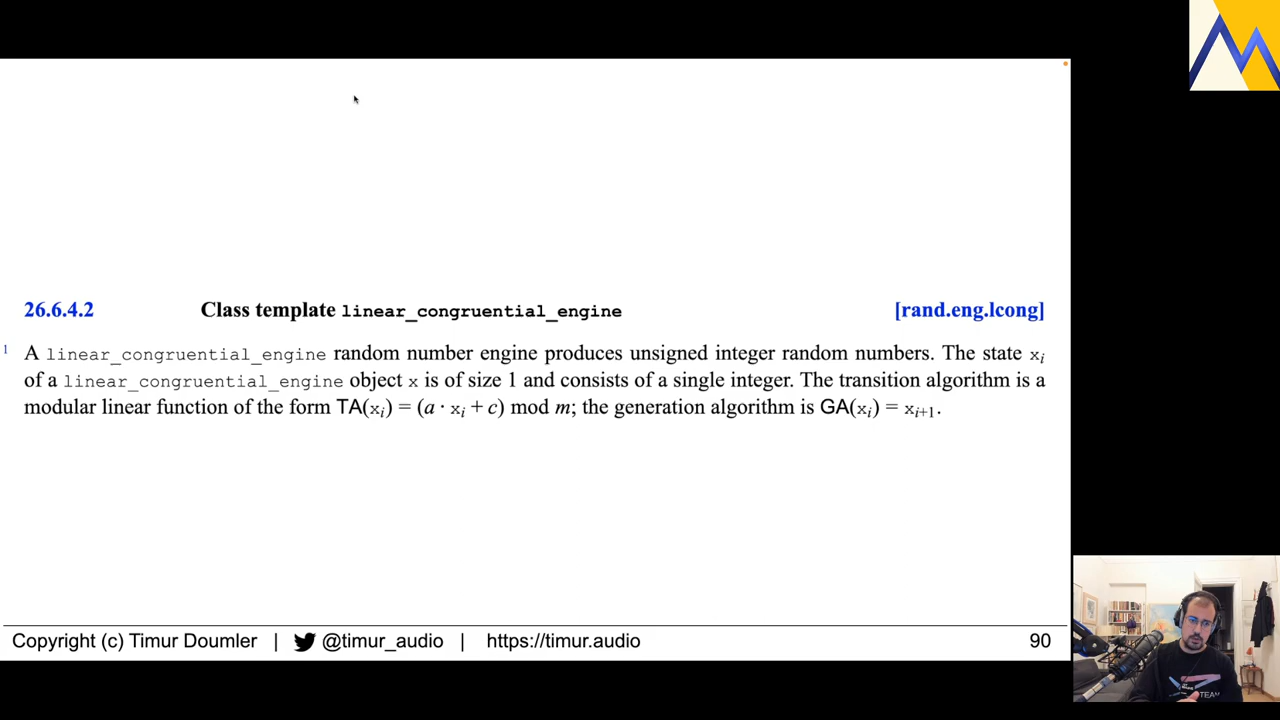 26.6.4.2 Class template linear_congruential_engine [rand.eng.lcong]
1 A linear_congruential_engine random number engine produces unsigned integer random numbers. The state xᵢ
of a linear_congruential_engine object x is of size 1 and consists of a single integer. The transition algorithm is a
modular linear function of the form TA(xᵢ) = (a · xᵢ + c) mod m; the generation algorithm is GA(xᵢ) = xᵢ₊₁.
Copyright (c) Timur Doumler | @timur_audio | https://timur.audio 90
TEAM